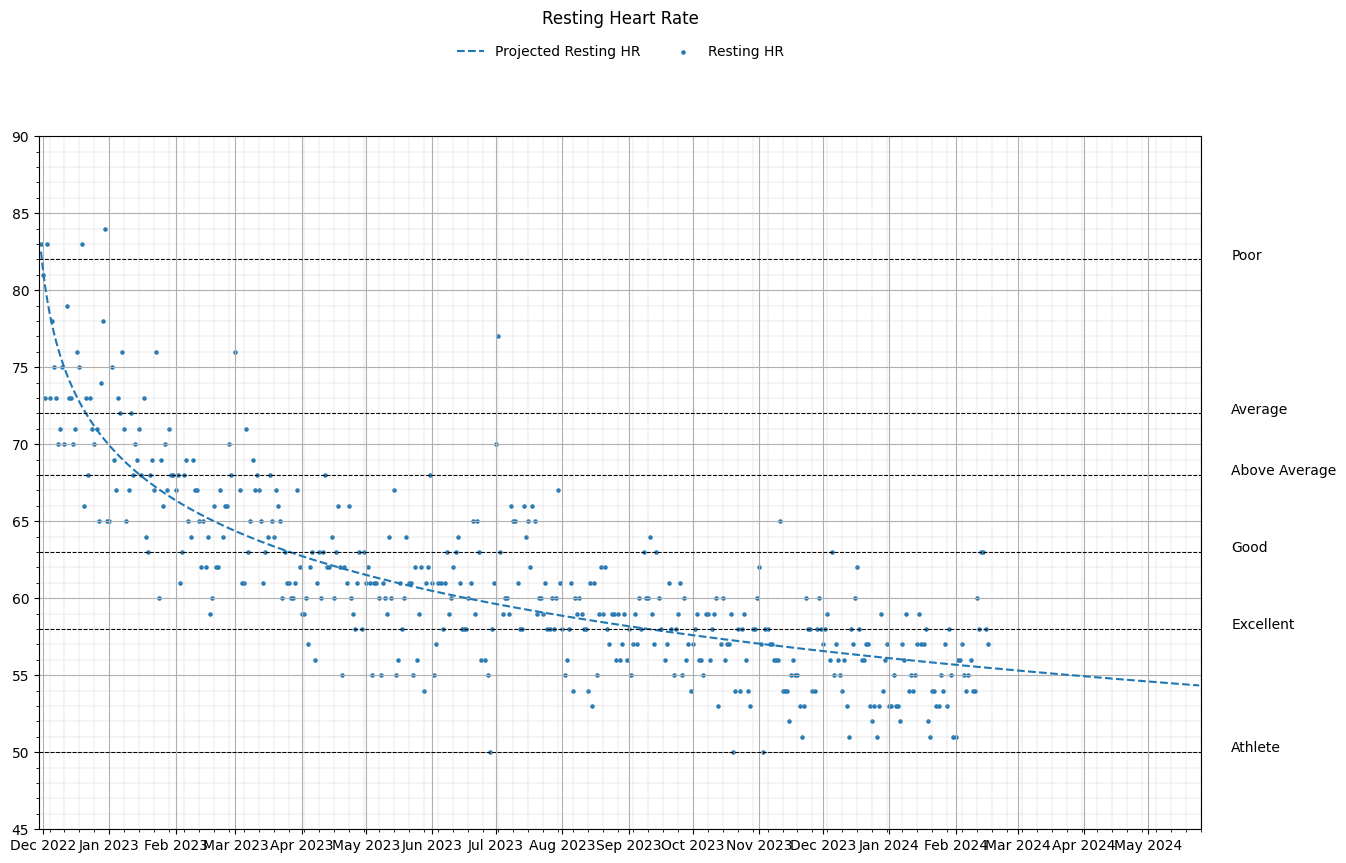 Resting Heart Rate
Projected Resting HR
Resting HR
90
85
Poor
80
75
Average
70
Above Average
65
Good
60
Excellent
55
50
Athlete
45
Dec 2022 Jan 2023 Feb 2023 Mar 2023 Apr 2023 May 2023 Jun 2023 Jul 2023 Aug 2023 Sep 2023 Oct 2023 Nov 2023 Dec 2023 Jan 2024 Feb 2024 Mar 2024 Apr 2024 May 2024